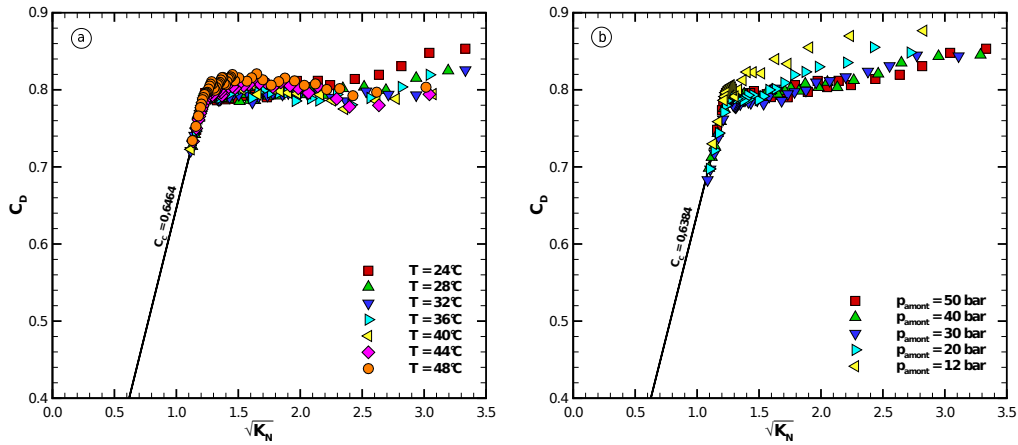 a
0.9
0.8
0.7
0.6
0.5
0.4
C_D
C_c = 0,6464
T = 24°C
T = 28°C
T = 32°C
T = 36°C
T = 40°C
T = 44°C
T = 48°C
0.0 0.5 1.0 1.5 2.0 2.5 3.0 3.5
√K_N
b
0.9
0.8
0.7
0.6
0.5
0.4
C_D
C_c = 0,6384
p_amont = 50 bar
p_amont = 40 bar
p_amont = 30 bar
p_amont = 20 bar
p_amont = 12 bar
0.0 0.5 1.0 1.5 2.0 2.5 3.0 3.5
√K_N